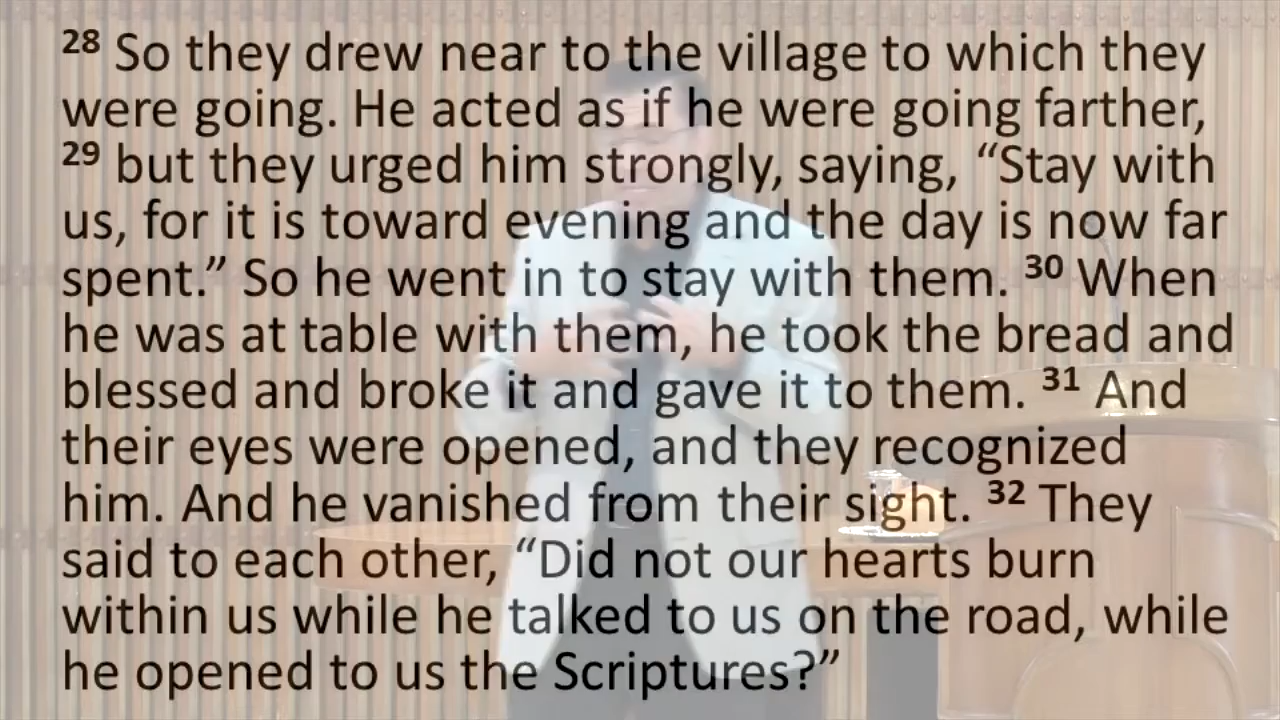 28 So they drew near to the village to which they
were going. He acted as if he were going farther,
29 but they urged him strongly, saying, “Stay with
us, for it is toward evening and the day is now far
spent.” So he went in to stay with them. 30 When
he was at table with them, he took the bread and
blessed and broke it and gave it to them. 31 And
their eyes were opened, and they recognized
him. And he vanished from their sight. 32 They
said to each other, “Did not our hearts burn
within us while he talked to us on the road, while
he opened to us the Scriptures?”